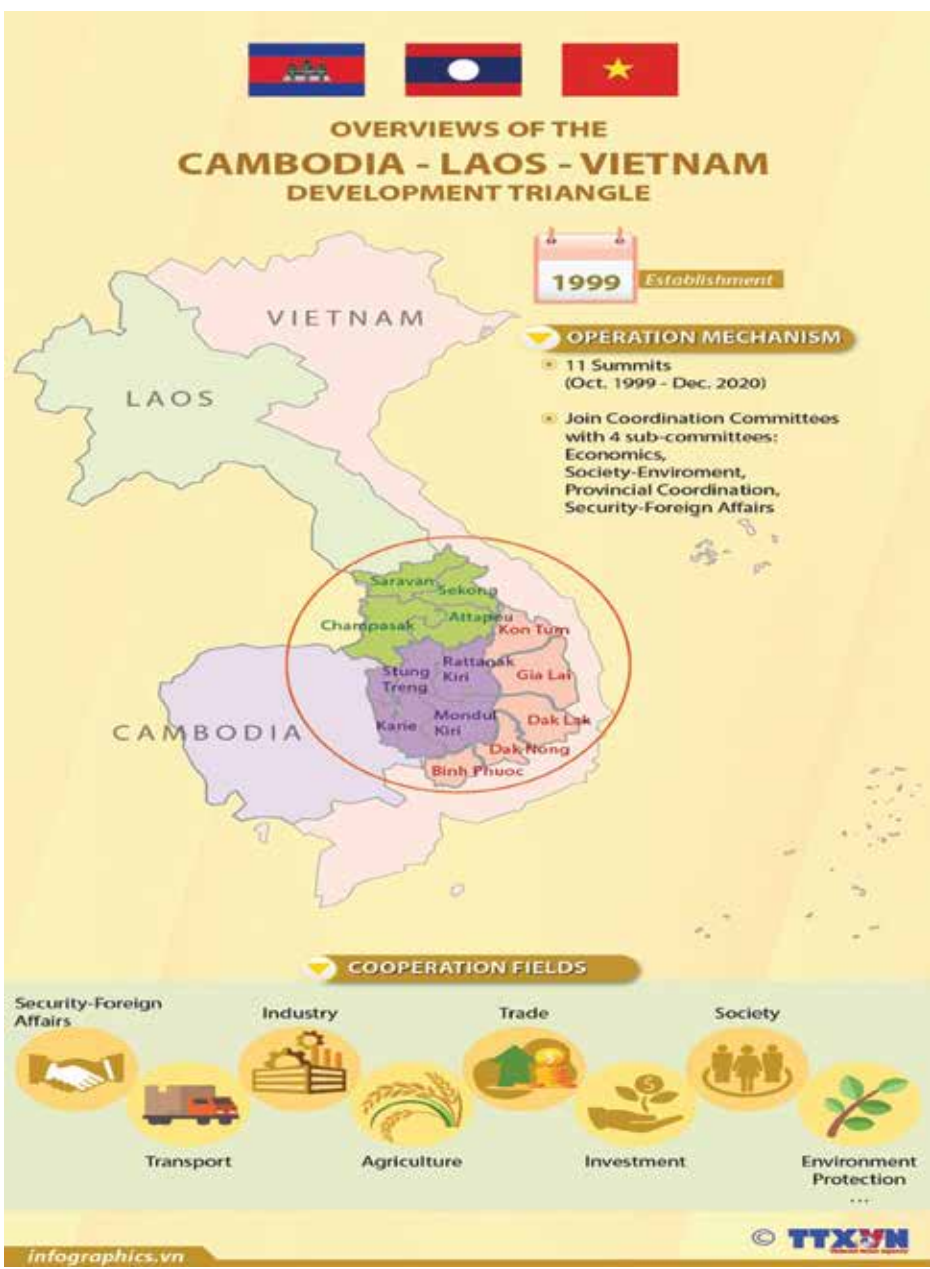 OVERVIEWS OF THE
CAMBODIA - LAOS - VIETNAM
DEVELOPMENT TRIANGLE
1999
Establishment
OPERATION MECHANISM
11 Summits
(Oct. 1999 - Dec. 2020)
Join Coordination Committees
with 4 sub-committees:
Economics,
Society-Enviroment,
Provincial Coordination,
Security-Foreign Affairs
VIETNAM
LAOS
CAMBODIA
Saravan
Sekong
Champasak
Attapeu
Kon Tum
Stung
Treng
Rattanak
Kiri
Gia Lai
Karie
Mondul
Kiri
Dak Lak
Dak Nong
Binh Phuoc
COOPERATION FIELDS
Security-Foreign
Affairs
Industry
Trade
Society
Transport
Agriculture
Investment
Environment
Protection
...
infographics.vn
© TTXVN